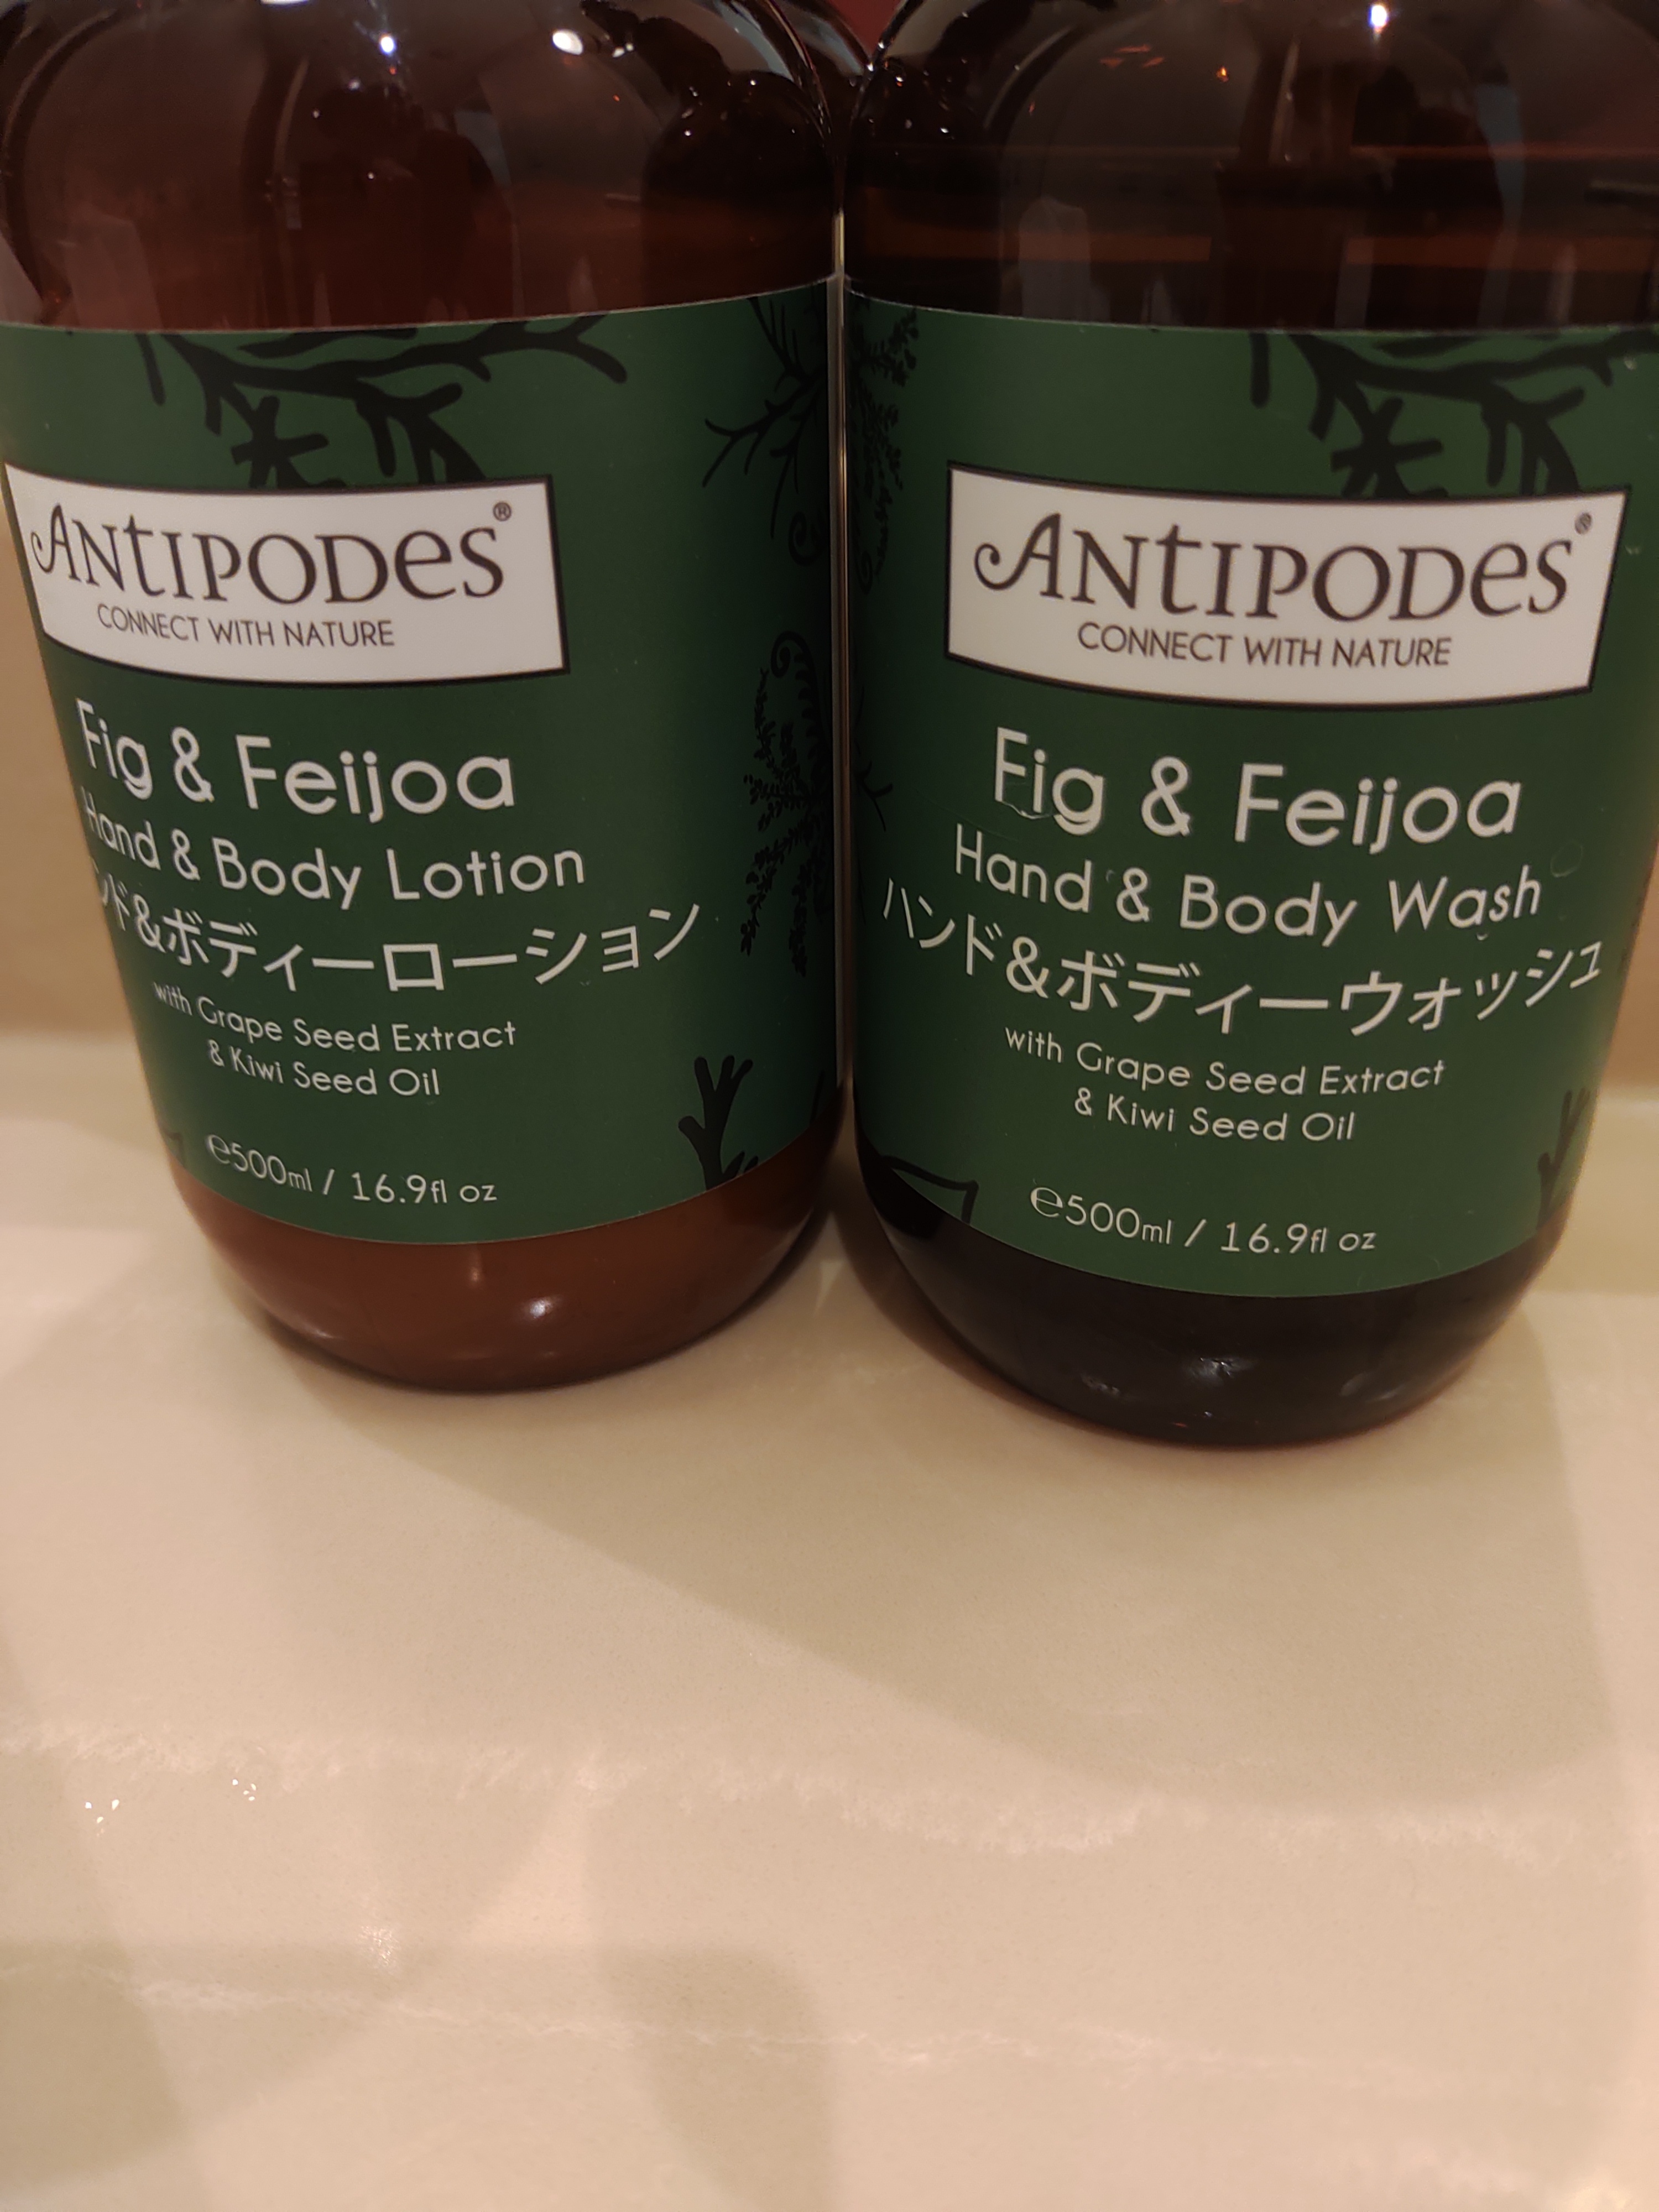 Antipodes®
CONNECT WITH NATURE
Fig & Feijoa
Hand & Body Lotion
ンド&ボディーローション
with Grape Seed Extract
& Kiwi Seed Oil
℮500ml / 16.9fl oz
Antipodes®
CONNECT WITH NATURE
Fig & Feijoa
Hand & Body Wash
ハンド&ボディーウォッシュ
with Grape Seed Extract
& Kiwi Seed Oil
℮500ml / 16.9fl oz